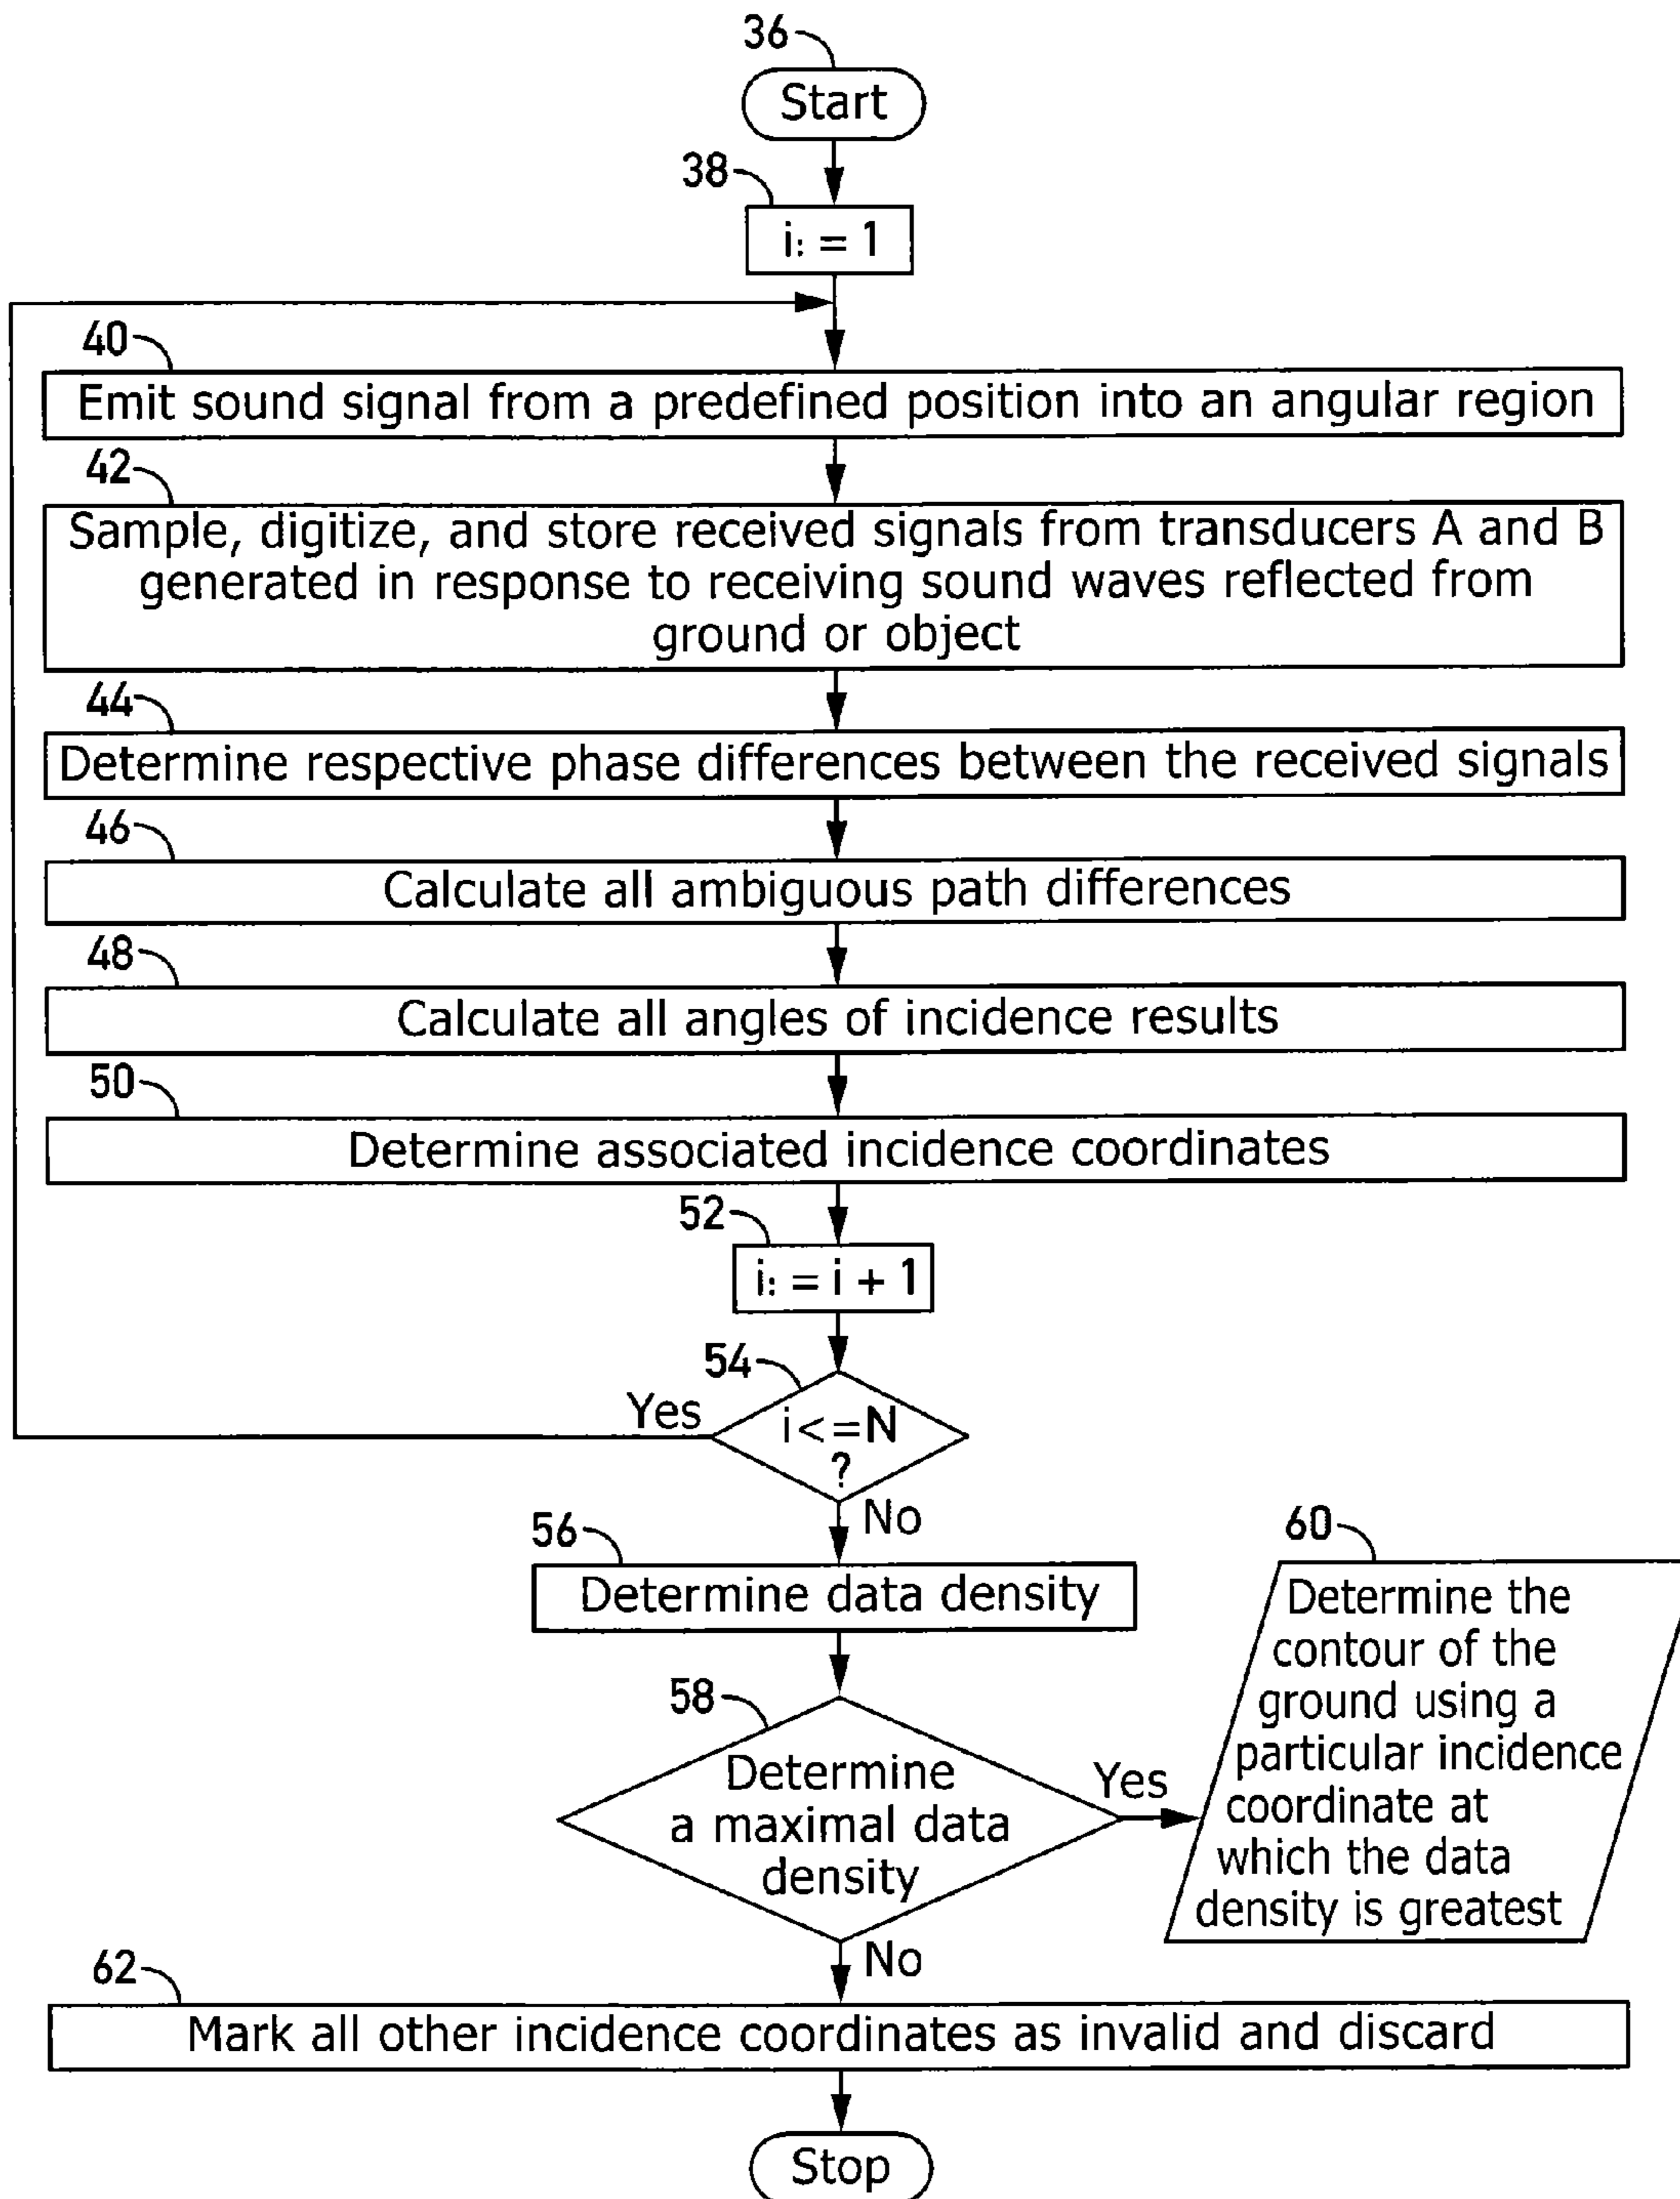 36
Start
38
i: = 1
40
Emit sound signal from a predefined position into an angular region
42
Sample, digitize, and store received signals from transducers A and B
generated in response to receiving sound waves reflected from
ground or object
44
Determine respective phase differences between the received signals
46
Calculate all ambiguous path differences
48
Calculate all angles of incidence results
50
Determine associated incidence coordinates
52
i: = i + 1
54
Yes
i<=N
?
No
56
Determine data density
58
Determine
a maximal data
density
Yes
60
Determine the
contour of the
ground using a
particular incidence
coordinate at
which the data
density is greatest
No
62
Mark all other incidence coordinates as invalid and discard
Stop